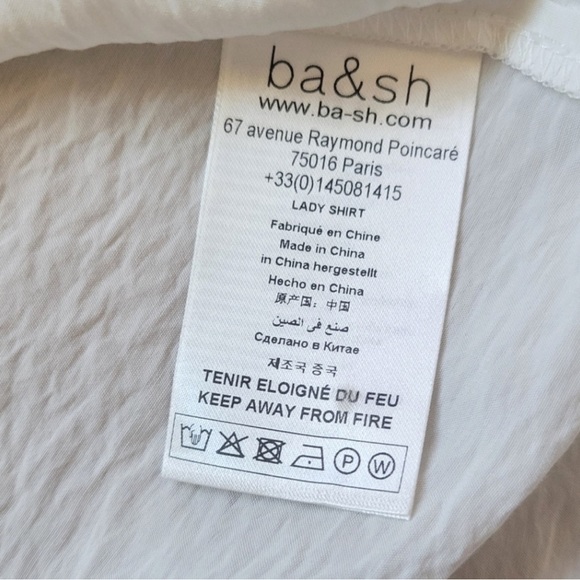 ba&sh
www.ba-sh.com
67 avenue Raymond Poincaré
75016 Paris
+33(0)145081415
LADY SHIRT
Fabriqué en Chine
Made in China
in China hergestellt
Hecho en China
原产国：中国
صنع في الصين
Сделано в Китае
제조국 중국
TENIR ELOIGNÉ DU FEU
KEEP AWAY FROM FIRE
P W